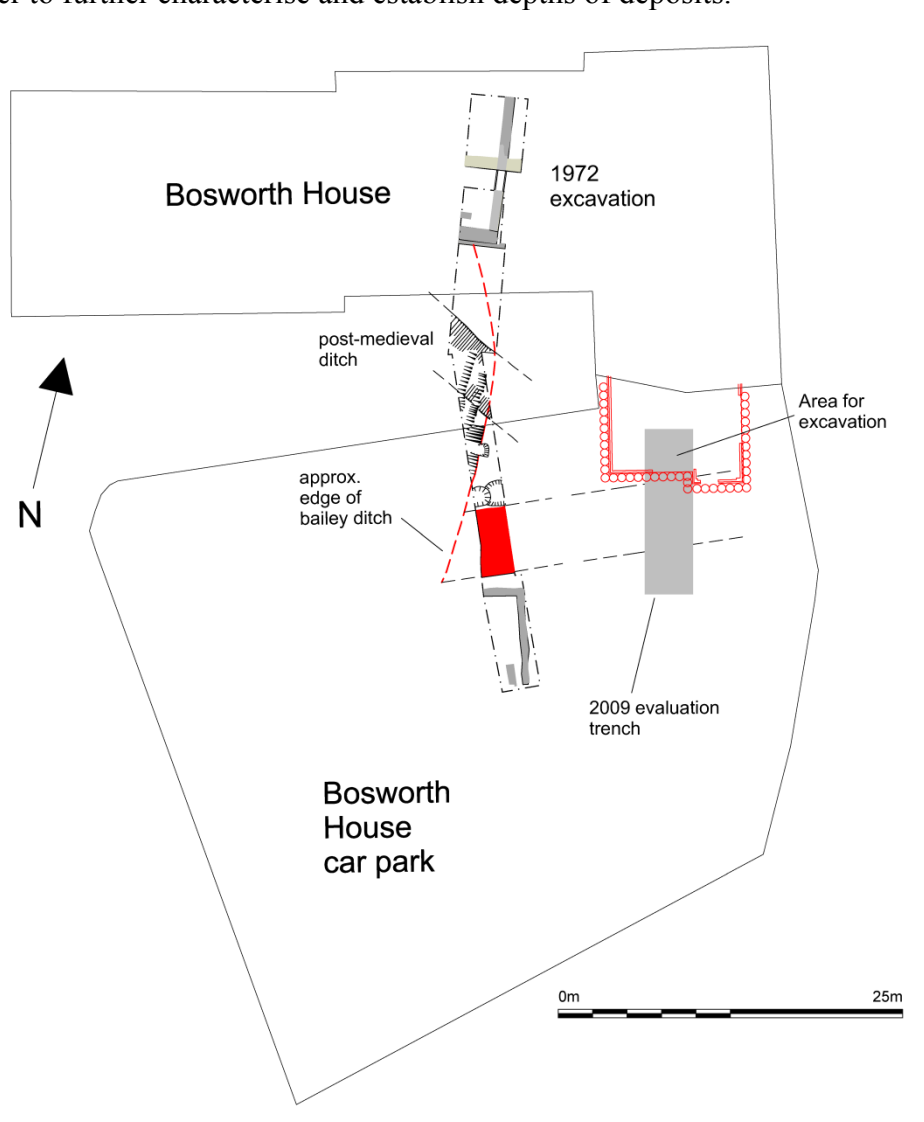 er to further characterise and establish depths of deposits.
Bosworth House
1972
excavation
post-medieval
ditch
Area for
excavation
approx.
edge of
bailey ditch
N
2009 evaluation
trench
Bosworth
House
car park
0m
25m